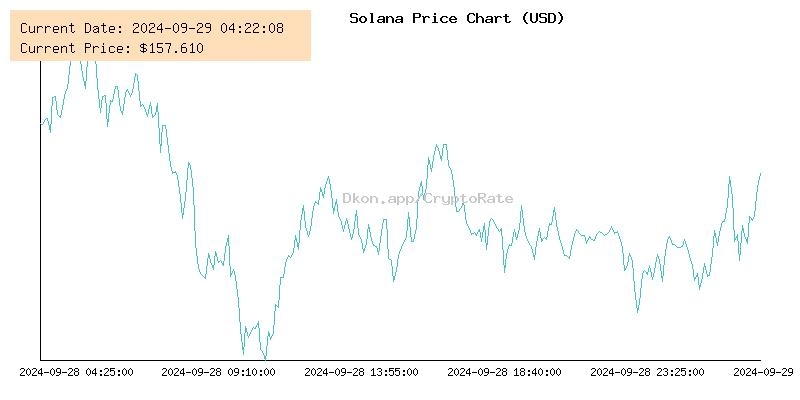 Solana Price Chart (USD)
Current Date: 2024-09-29 04:22:08
Current Price: $157.610
Dkon.app/CryptoRate
2024-09-28 04:25:00 2024-09-28 09:10:00 2024-09-28 13:55:00 2024-09-28 18:40:00 2024-09-28 23:25:00 2024-09-29